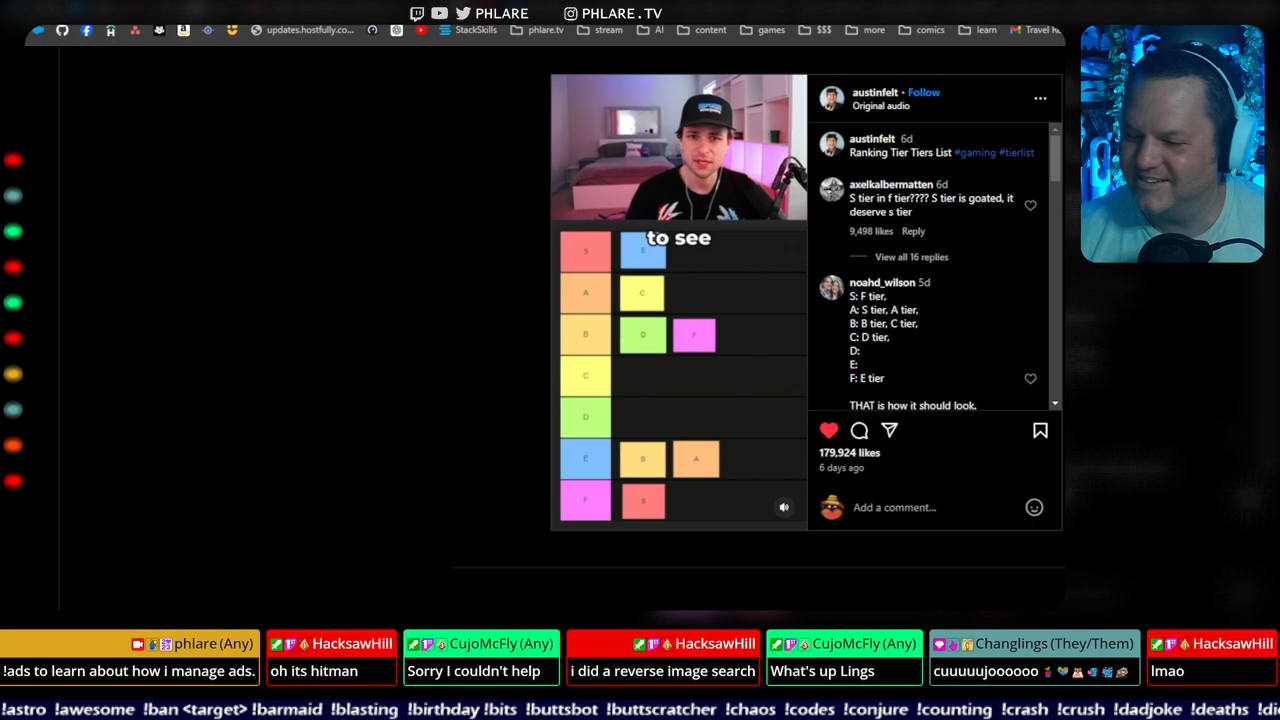 PHLARE
PHLARE.TV
updates.hostfully.co...
StackSkills
phlare.tv
stream
AI
content
games
$$$
more
comics
learn
to see
S
E
A
C
B
D
F
C
D
E
B
A
F
S
austinfelt • Follow
Original audio
austinfelt 6d
Ranking Tier Tiers List #gaming #tierlist
axelkalbermatten 6d
S tier in f tier???? S tier is goated, it
deserve s tier
9,498 likes Reply
View all 16 replies
noahd_wilson 5d
S: F tier,
A: S tier, A tier,
B: B tier, C tier,
C: D tier,
D:
E:
F: E tier
THAT is how it should look.
179,924 likes
6 days ago
Add a comment...
phlare (Any)
!ads to learn about how i manage ads.
HacksawHill
oh its hitman
CujoMcFly (Any)
Sorry I couldn't help
HacksawHill
i did a reverse image search
CujoMcFly (Any)
What's up Lings
Changlings (They/Them)
cuuuuujoooooo
HacksawHill
lmao
!astro !awesome !ban <target> !barmaid !blasting !birthday !bits !buttsbot !buttscratcher !chaos !codes !conjure !counting !crash !crush !dadjoke !deaths